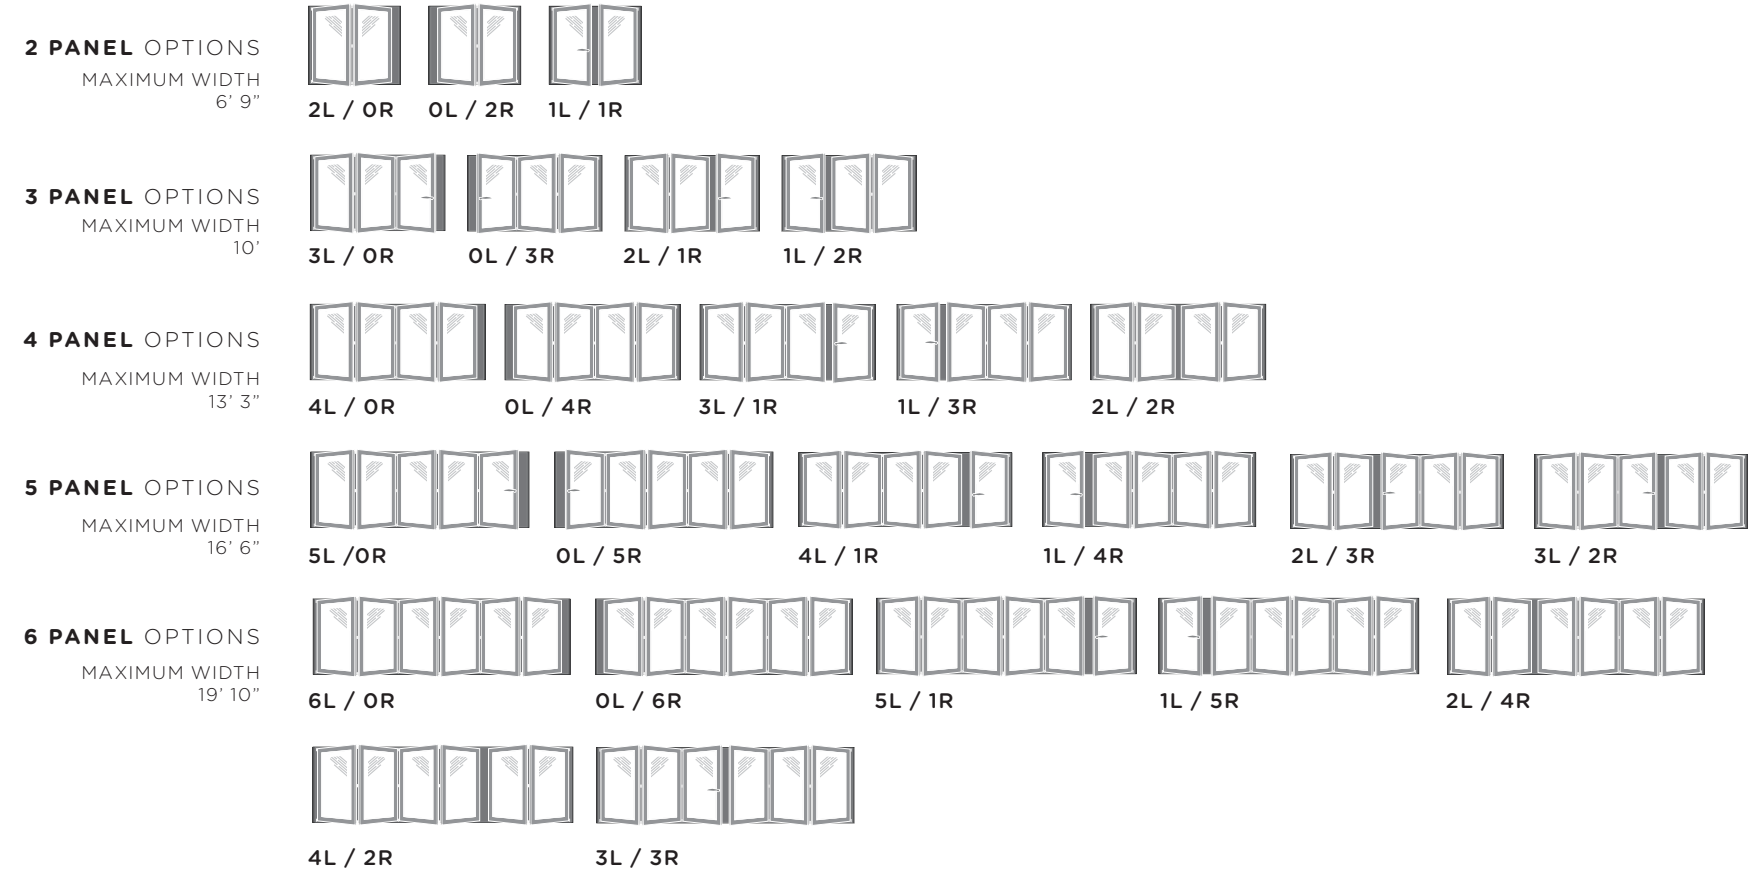 2 PANEL OPTIONS
MAXIMUM WIDTH
6’ 9”
2L / 0R 0L / 2R 1L / 1R
3 PANEL OPTIONS
MAXIMUM WIDTH
10’
3L / 0R 0L / 3R 2L / 1R 1L / 2R
4 PANEL OPTIONS
MAXIMUM WIDTH
13’ 3”
4L / 0R 0L / 4R 3L / 1R 1L / 3R 2L / 2R
5 PANEL OPTIONS
MAXIMUM WIDTH
16’ 6”
5L /0R 0L / 5R 4L / 1R 1L / 4R 2L / 3R 3L / 2R
6 PANEL OPTIONS
MAXIMUM WIDTH
19’ 10”
6L / 0R 0L / 6R 5L / 1R 1L / 5R 2L / 4R
4L / 2R 3L / 3R